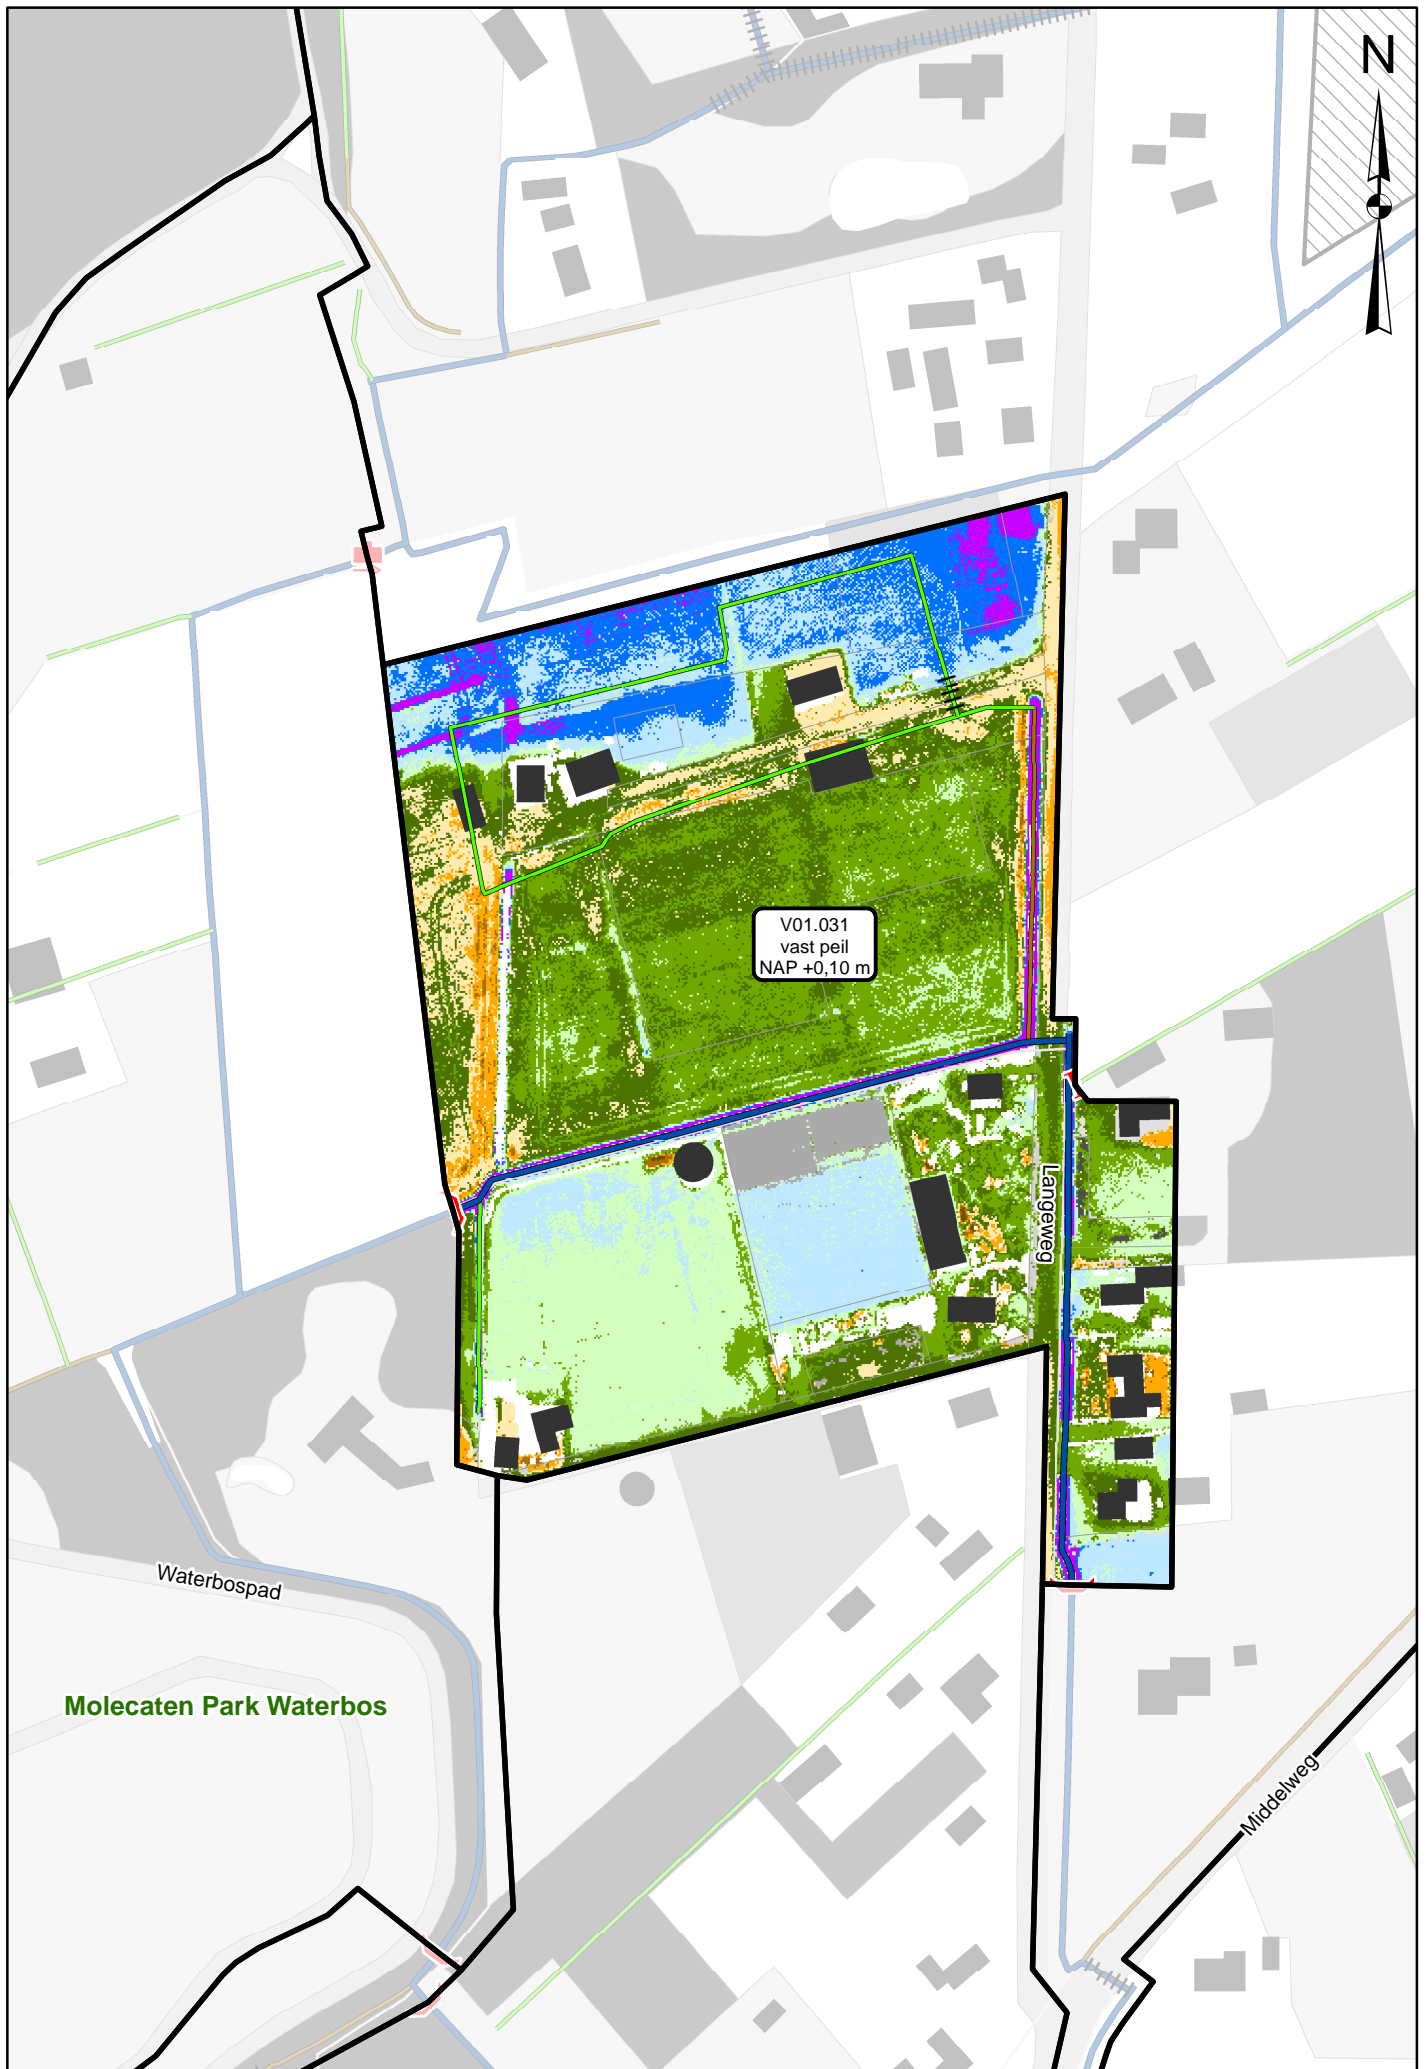 N
V01.031
vast peil
NAP +0,10 m
Langeweg
Waterbospad
Molecaten Park Waterbos
Middelweg